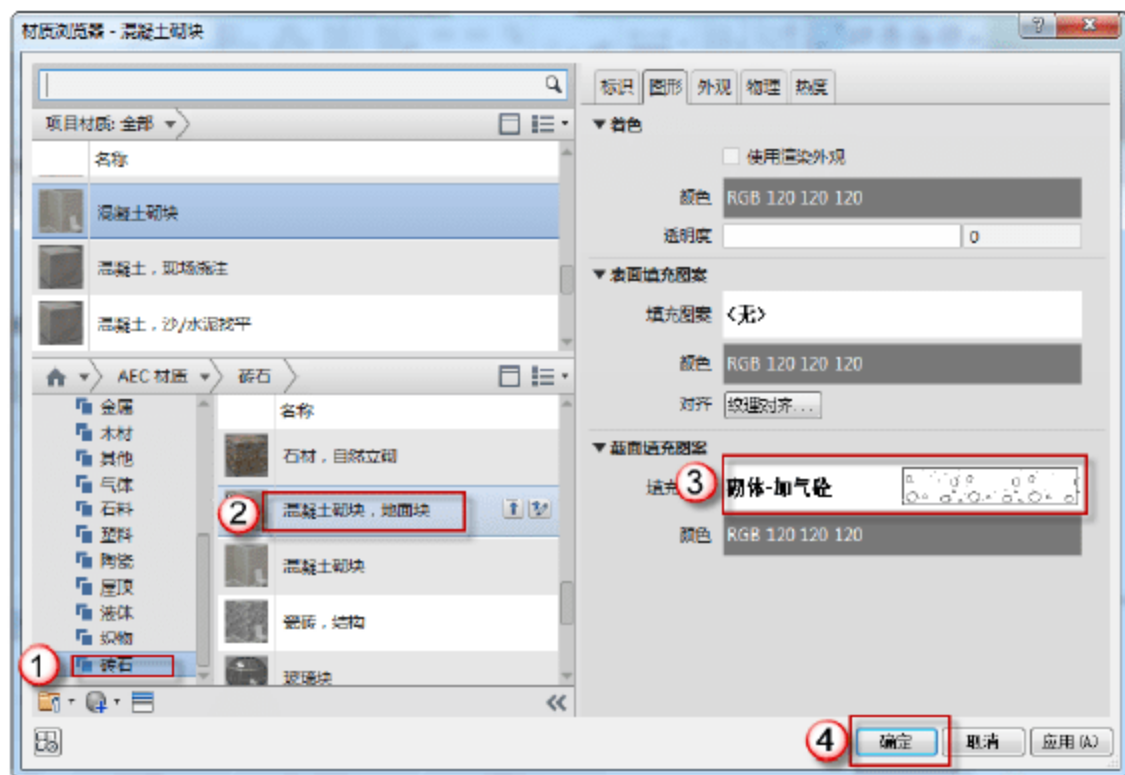 材质浏览器 - 混凝土砌块
项目材质: 全部
名称
混凝土砌块
混凝土，现场浇注
混凝土，沙/水泥找平
AEC 材质 砖石
金属
木材
其他
气体
石料
塑料
陶瓷
屋顶
液体
织物
① 砖石
名称
石材，自然立砌
② 混凝土砌块，地面块
混凝土砌块
瓷砖，结构
玻璃块
标识 图形 外观 物理 热度
▼着色
使用渲染外观
颜色 RGB 120 120 120
透明度 0
▼表面填充图案
填充图案 <无>
颜色 RGB 120 120 120
对齐 纹理对齐...
▼截面填充图案
填充 ③ 砌体-加气砼
颜色 RGB 120 120 120
④ 确定 取消 应用(A)